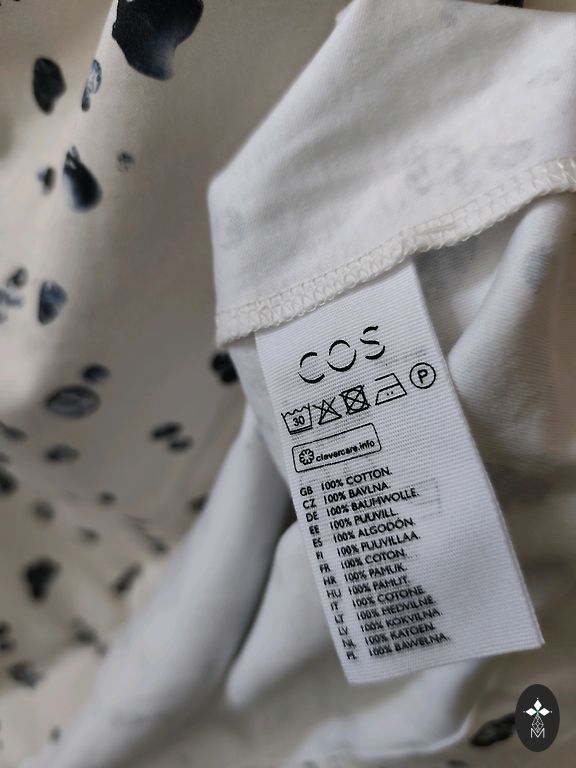 COS
30 P
clevercare.info
GB 100% COTTON.
CZ 100% BAVLNA.
DE 100% BAUMWOLLE.
EE 100% PUUVILL.
ES 100% ALGODÓN.
FI 100% PUUVILLAA.
FR 100% COTON.
HR 100% PAMUK.
HU 100% PAMUT.
IT 100% COTONE.
LT 100% MEDVILNĖ.
LV 100% KOKVILNA.
NL 100% KATOEN.
PL 100% BAWEŁNA.
M